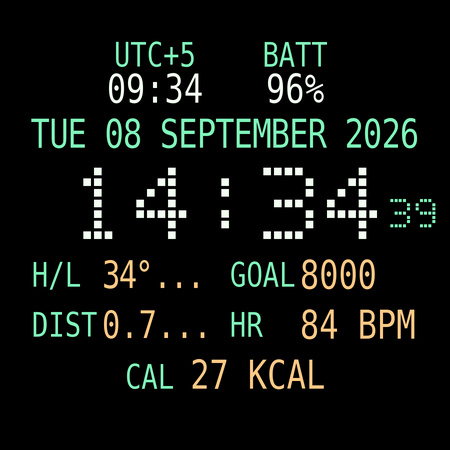 UTC+5 BATT
09:34 96%
TUE 08 SEPTEMBER 2026
14:34 39
H/L 34°... GOAL 8000
DIST 0.7... HR 84 BPM
CAL 27 KCAL